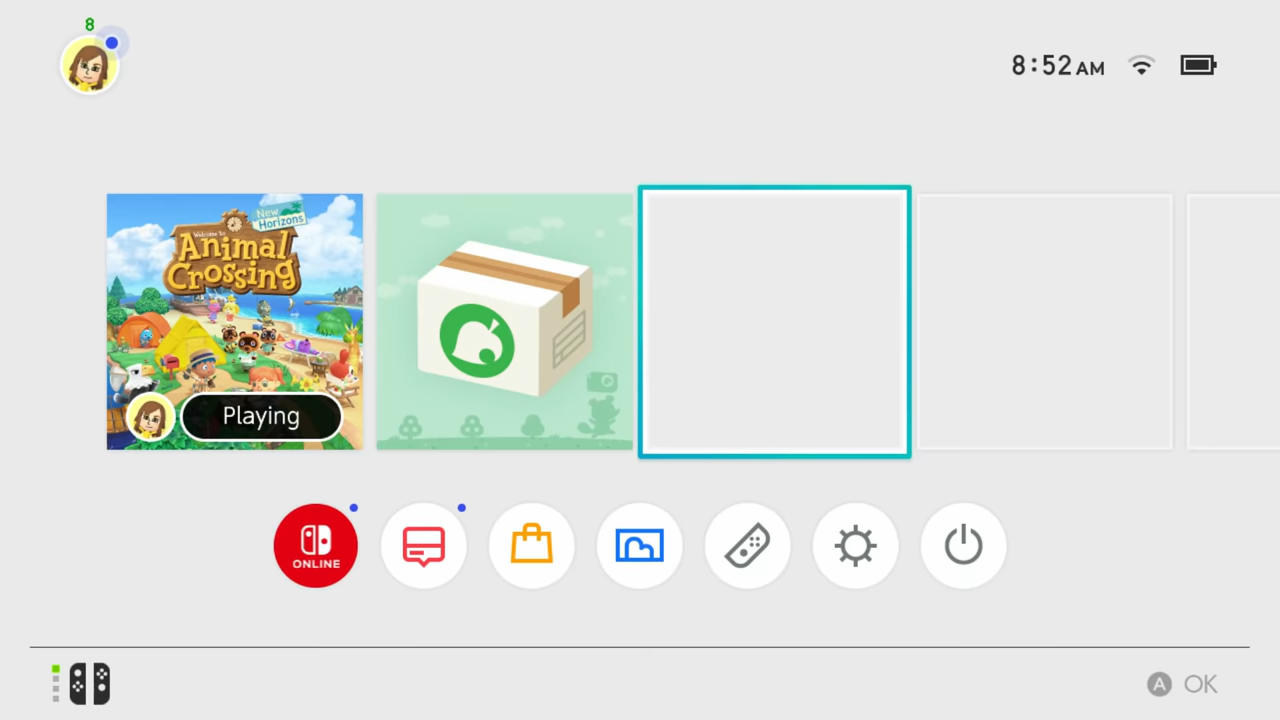 8
8:52 AM
New
Horizons
Welcome to
Animal
Crossing
Playing
ONLINE
A OK